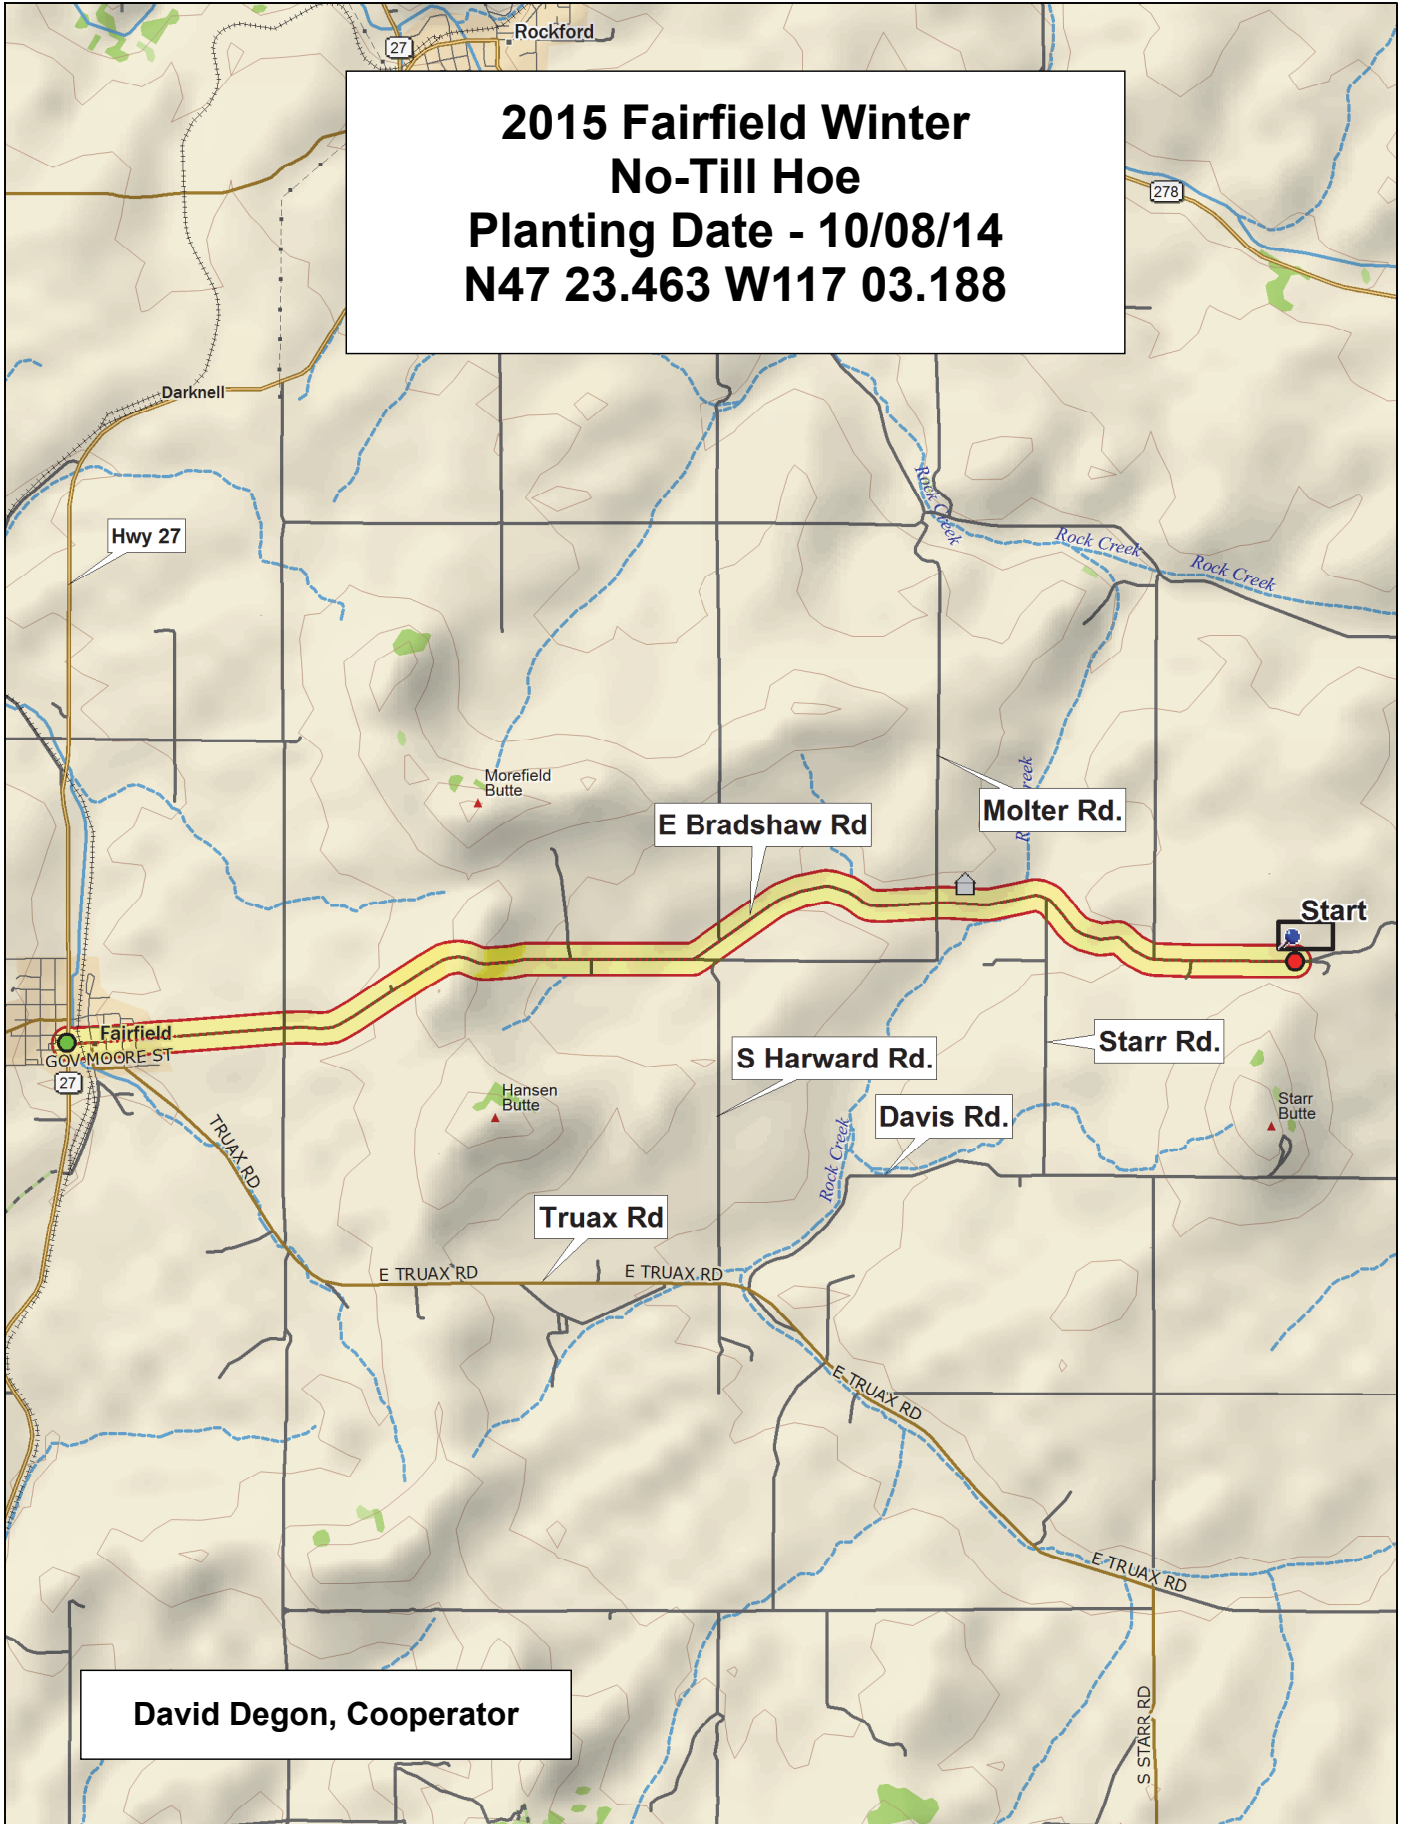 Rockford
27
2015 Fairfield Winter
No-Till Hoe
Planting Date - 10/08/14
N47 23.463 W117 03.188
278
Darknell
Hwy 27
Rock Creek
Rock Creek
Rock Creek
Morefield
Butte
E Bradshaw Rd
Molter Rd.
reek
Start
Fairfield
GOV MOORE ST
27
S Harward Rd.
Starr Rd.
Hansen
Butte
Davis Rd.
Starr
Butte
TRUAX RD
Rock Creek
Truax Rd
E TRUAX RD
E TRUAX RD
E TRUAX RD
E TRUAX RD
S STARR RD
David Degon, Cooperator